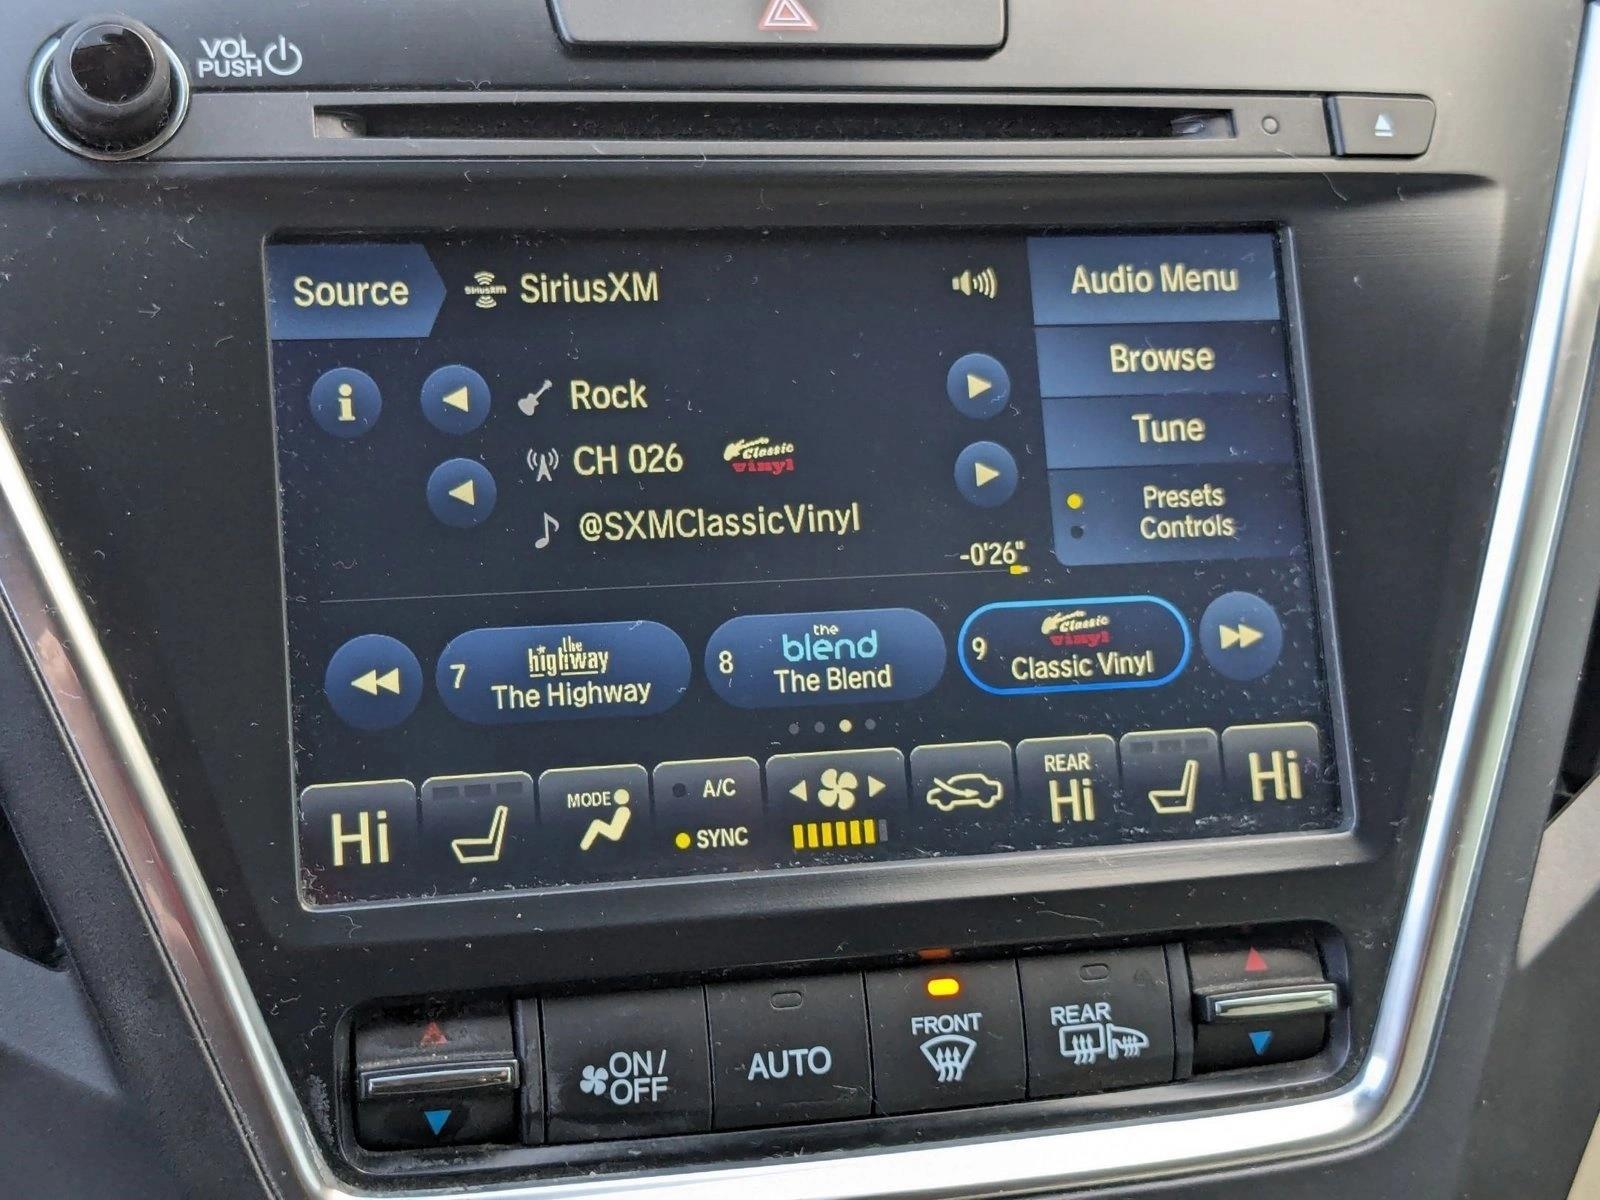 VOL
PUSH
Source
SiriusXM
SiriusXM
Audio Menu
i
Rock
Browse
CH 026
Classic
vinyl
Tune
@SXMClassicVinyl
Presets
Controls
-0'26"
7
the
highway
The Highway
8
the
blend
The Blend
9
Classic
vinyl
Classic Vinyl
Hi
MODE
A/C
SYNC
REAR
Hi
Hi
ON/
OFF
AUTO
FRONT
REAR